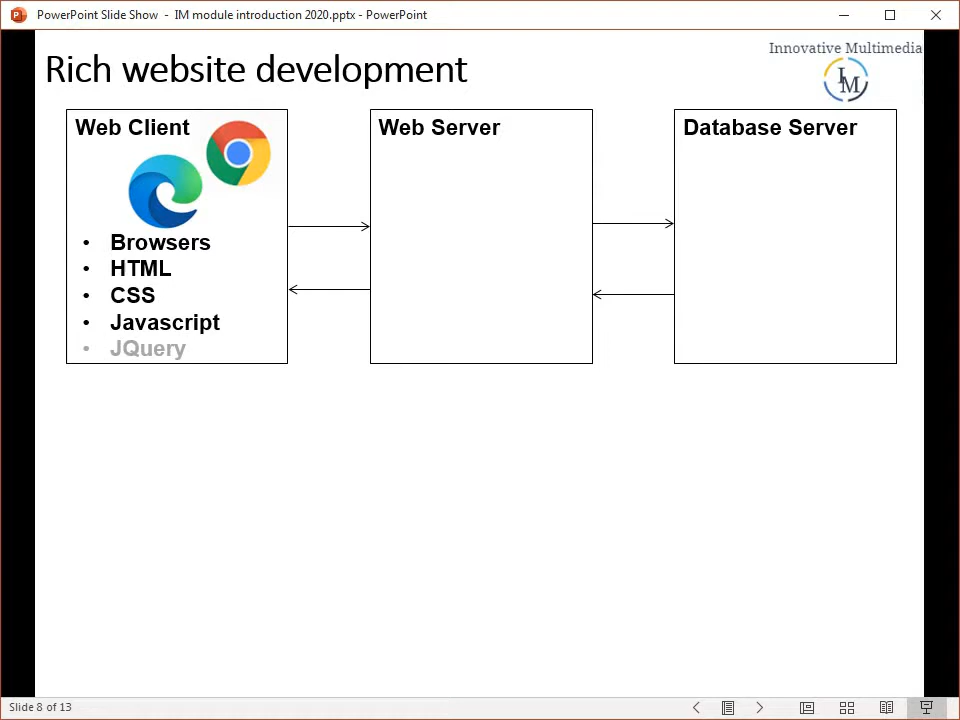 PowerPoint Slide Show - IM module introduction 2020.pptx - PowerPoint
Innovative Multimedia
IM
Rich website development
Web Client
• Browsers
• HTML
• CSS
• Javascript
• JQuery
Web Server
Database Server
Slide 8 of 13